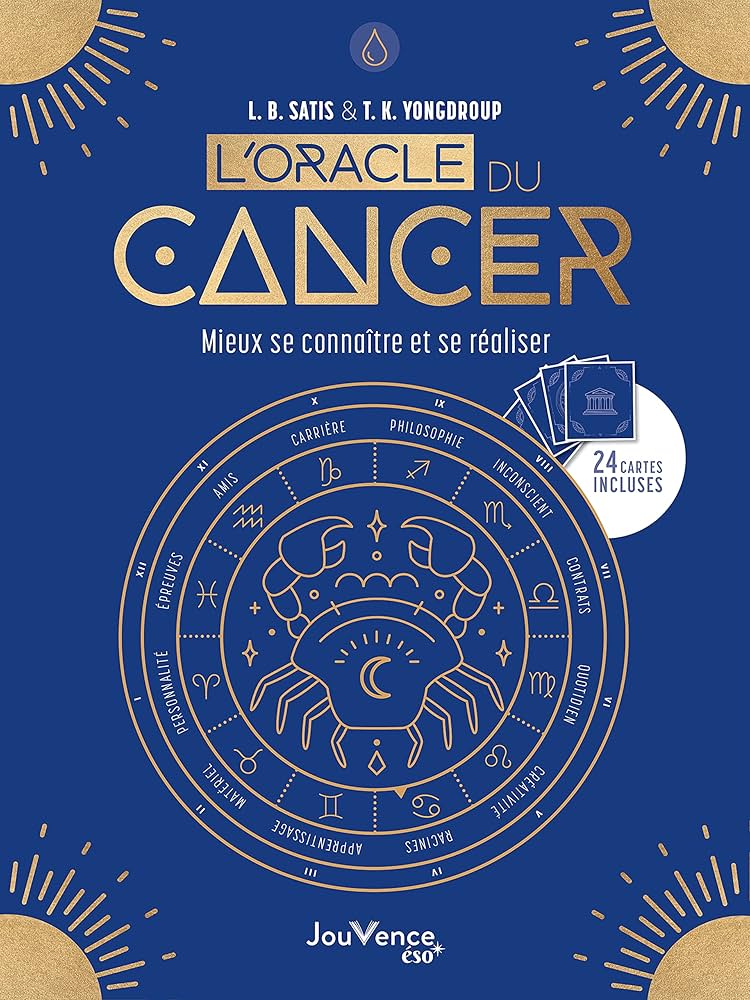 L. B. SATIS & T. K. YONGDROUP
L'ORACLE DU
CANCER
Mieux se connaître et se réaliser
24 CARTES
INCLUSES
X
IX
VIII
VII
VI
V
IV
III
II
I
XII
XI
CARRIÈRE
PHILOSOPHIE
INCONSCIENT
CONTRATS
QUOTIDIEN
CRÉATIVITÉ
RACINES
APPRENTISSAGE
MATÉRIEL
PERSONNALITÉ
ÉPREUVES
AMIS
JouVence
éso*